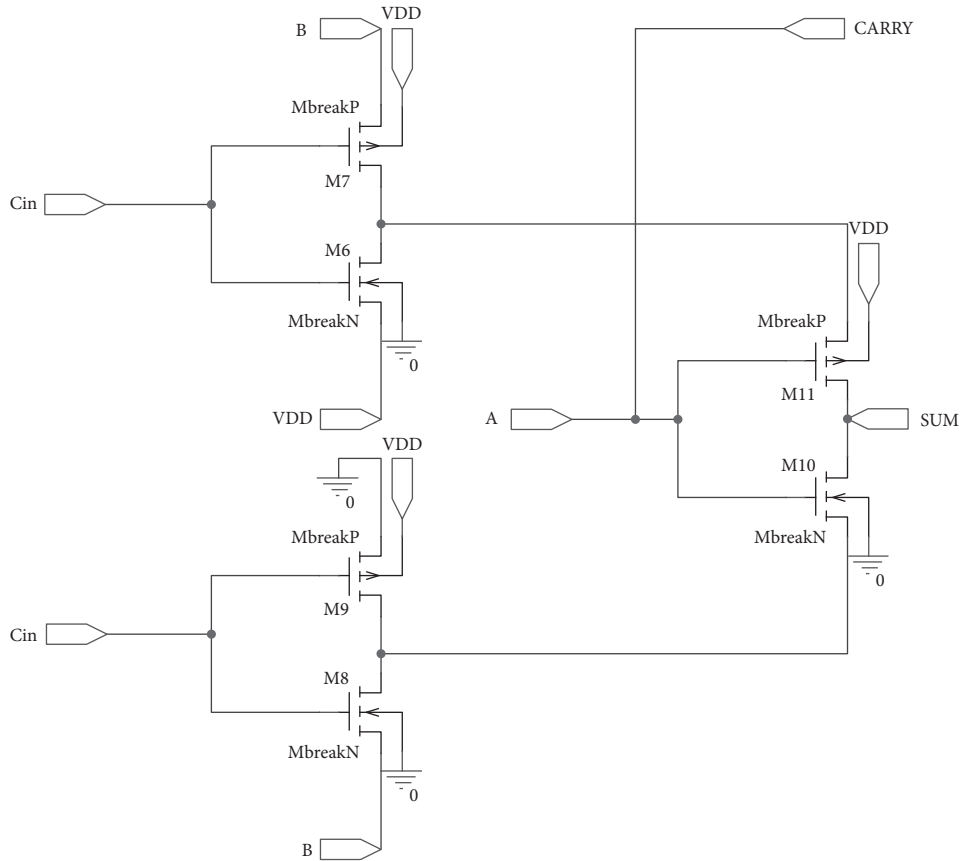 B
VDD
CARRY
MbreakP
M7
Cin
M6
VDD
MbreakN
MbreakP
0
M11
VDD
A
SUM
VDD
M10
0
MbreakP
MbreakN
0
M9
Cin
M8
MbreakN
0
B